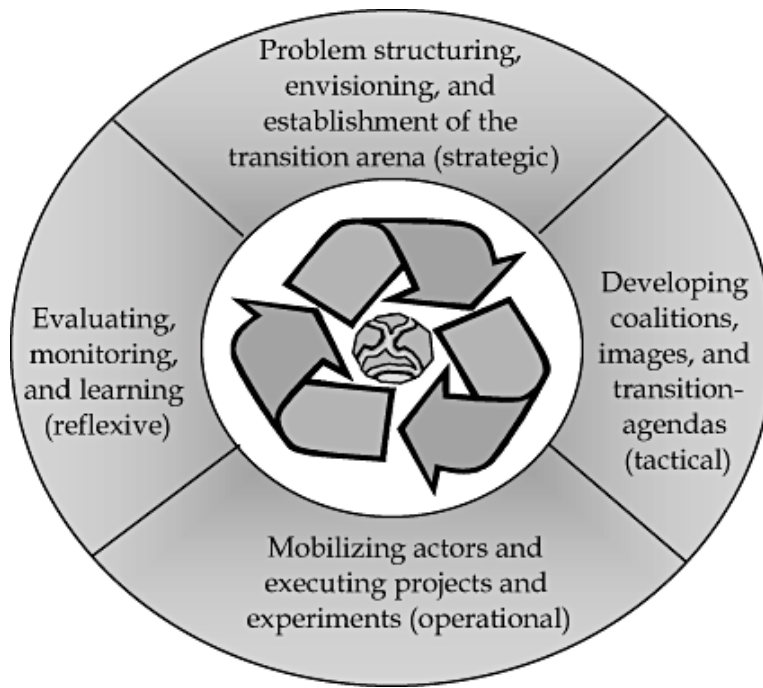 Problem structuring,
envisioning, and
establishment of the
transition arena (strategic)
Developing
coalitions,
images, and
transition-
agendas
(tactical)
Mobilizing actors and
executing projects and
experiments (operational)
Evaluating,
monitoring,
and learning
(reflexive)